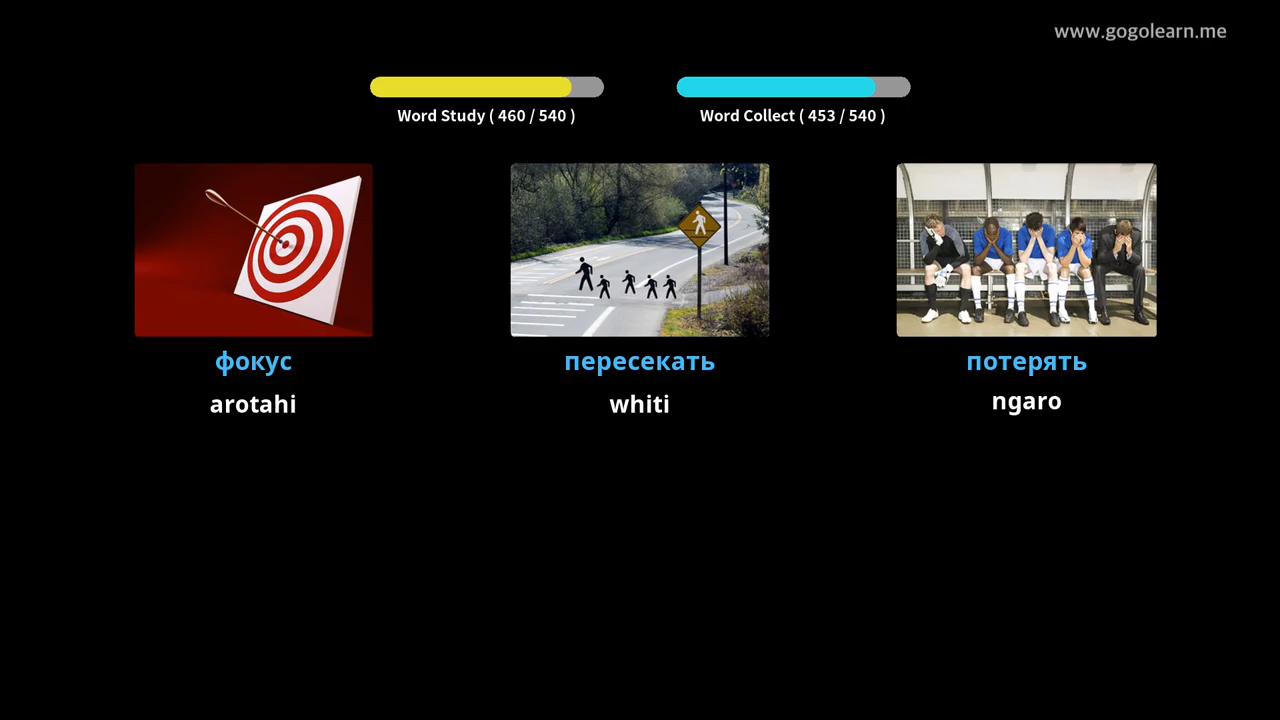 www.gogolearn.me
Word Study ( 460 / 540 )
Word Collect ( 453 / 540 )
фокус
пересекать
потерять
arotahi
whiti
ngaro